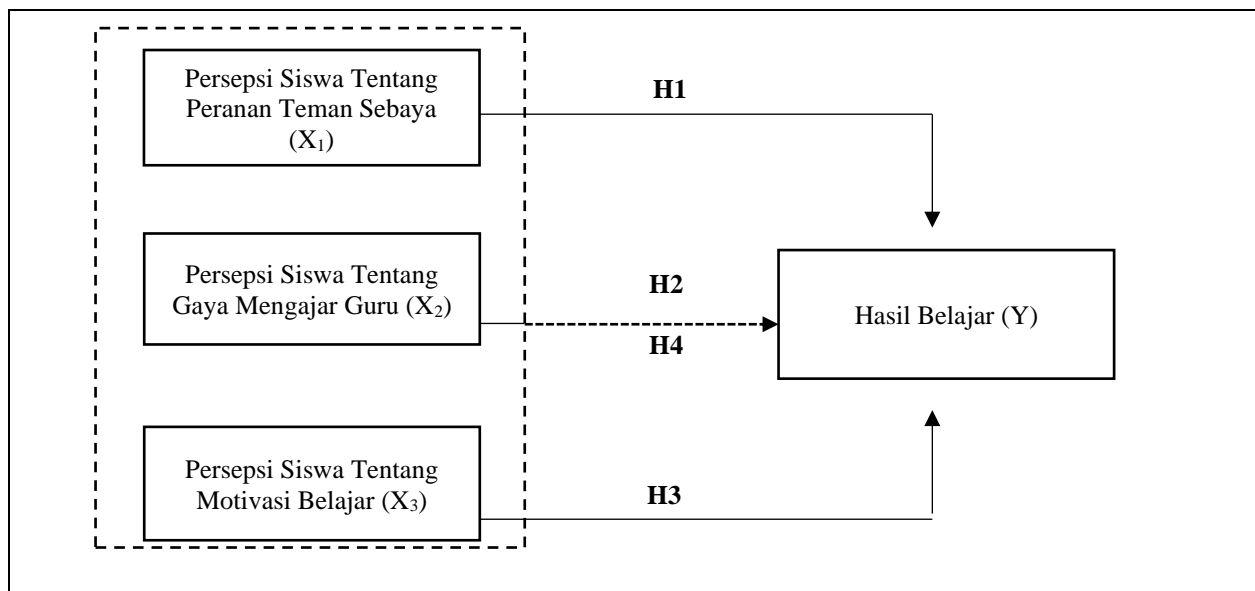 Persepsi Siswa Tentang
Peranan Teman Sebaya
(X₁)
H1
Persepsi Siswa Tentang
Gaya Mengajar Guru (X₂)
H2
H4
Hasil Belajar (Y)
Persepsi Siswa Tentang
Motivasi Belajar (X₃)
H3